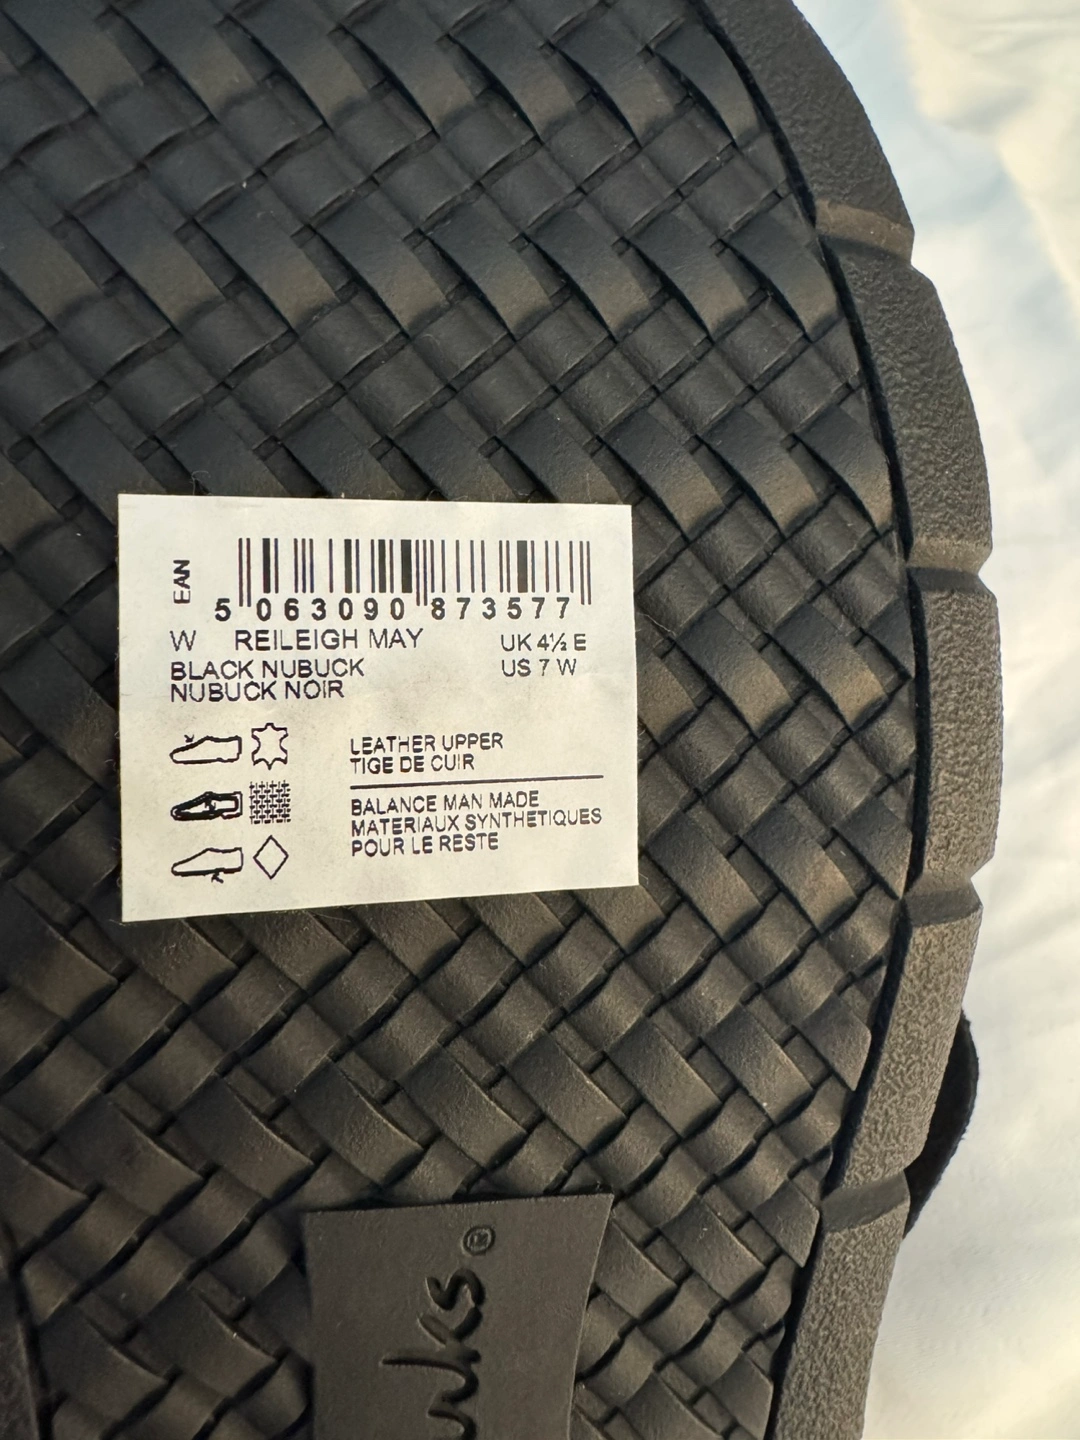 EAN
5 063090 873577
W REILEIGH MAY UK 4½ E
BLACK NUBUCK US 7 W
NUBUCK NOIR
LEATHER UPPER
TIGE DE CUIR
BALANCE MAN MADE
MATERIAUX SYNTHETIQUES
POUR LE RESTE